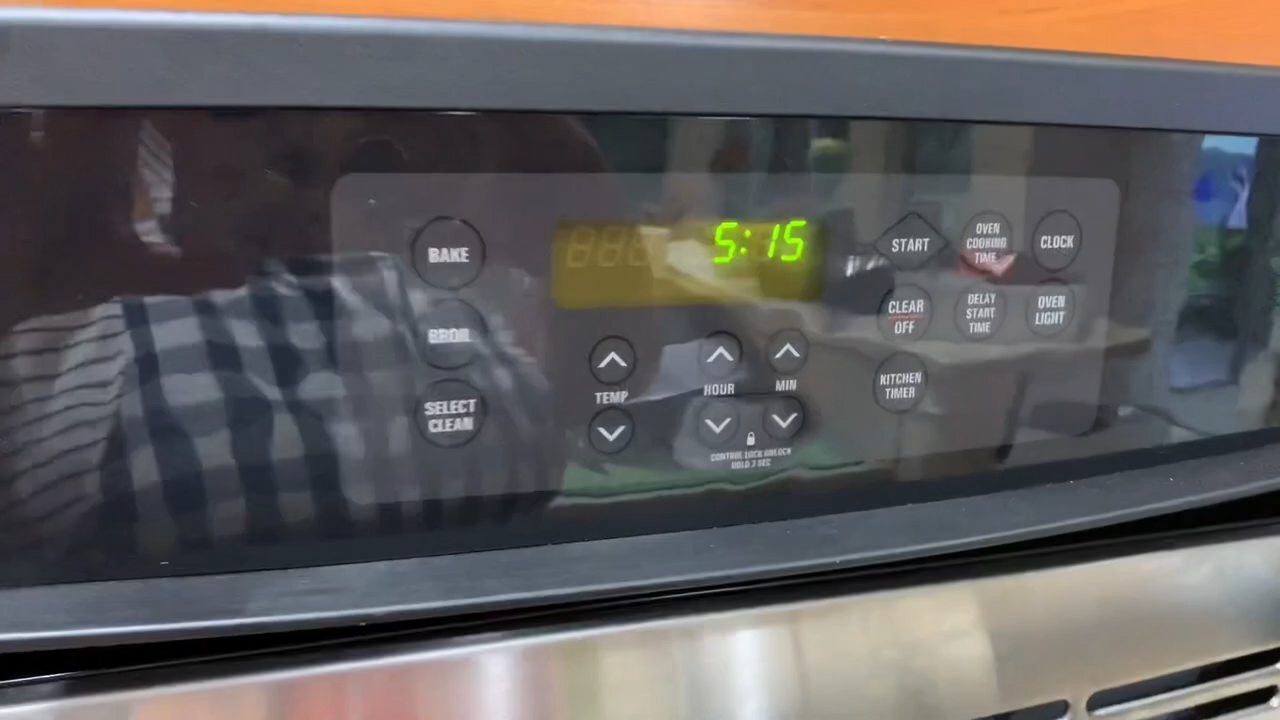 BAKE
BROIL
SELECT
CLEAN
5:15
TEMP
HOUR
MIN
CONTROL LOCK/UNLOCK
HOLD 3 SEC
START
OVEN
COOKING
TIME
CLOCK
CLEAR
OFF
DELAY
START
TIME
OVEN
LIGHT
KITCHEN
TIMER